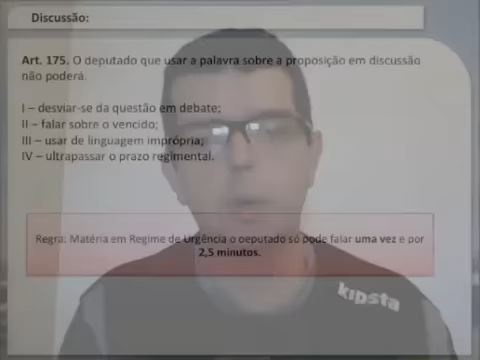 Discussão:
Art. 175. O deputado que usar a palavra sobre a proposição em discussão
não poderá:
I – desviar-se da questão em debate;
II – falar sobre o vencido;
III – usar de linguagem imprópria;
IV – ultrapassar o prazo regimental.
Regra: Matéria em Regime de Urgência o deputado só pode falar uma vez e por
2,5 minutos.
kipsta